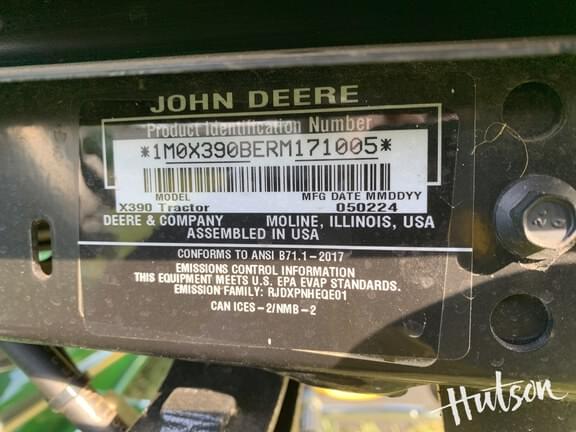 JOHN DEERE
Product Identification Number
*1M0X390BERM171005*
MODEL MFG DATE MMDDYY
X390 Tractor 050224
DEERE & COMPANY MOLINE, ILLINOIS, USA
ASSEMBLED IN USA
CONFORMS TO ANSI B71.1-2017
EMISSIONS CONTROL INFORMATION
THIS EQUIPMENT MEETS U.S. EPA EVAP STANDARDS.
EMISSION FAMILY: RJDXPNHEQE01
CAN ICES-2/NMB-2
Hutson